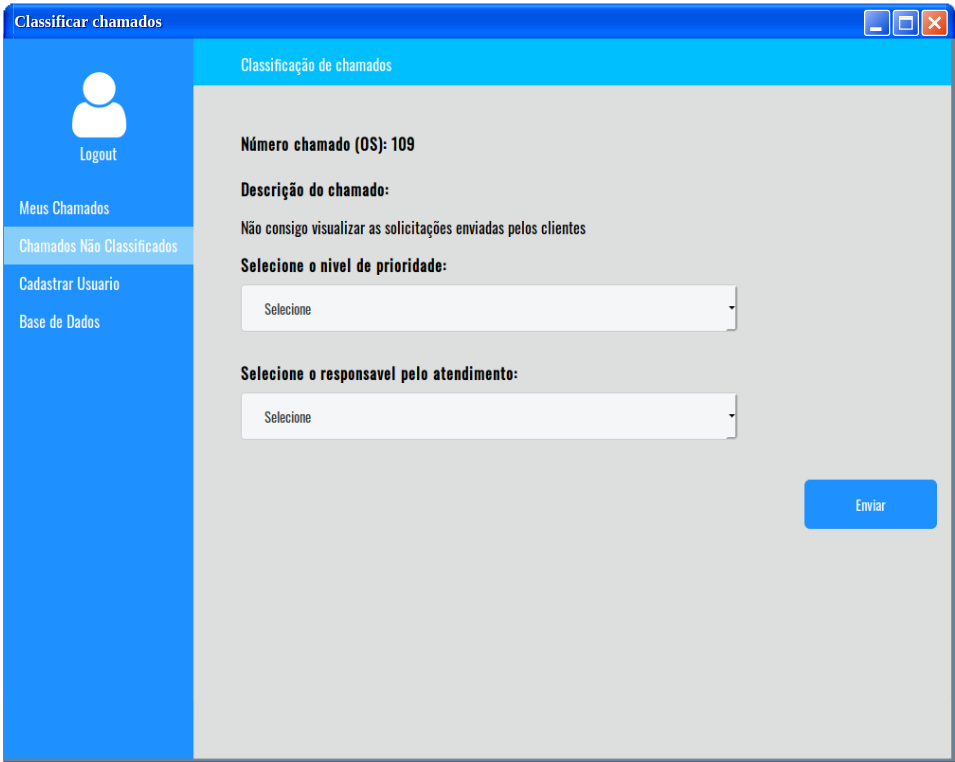 Classificar chamados
Classificação de chamados
Logout
Meus Chamados
Chamados Não Classificados
Cadastrar Usuario
Base de Dados
Número chamado (OS): 109
Descrição do chamado:
Não consigo visualizar as solicitações enviadas pelos clientes
Selecione o nivel de prioridade:
Selecione
Selecione o responsavel pelo atendimento:
Selecione
Enviar